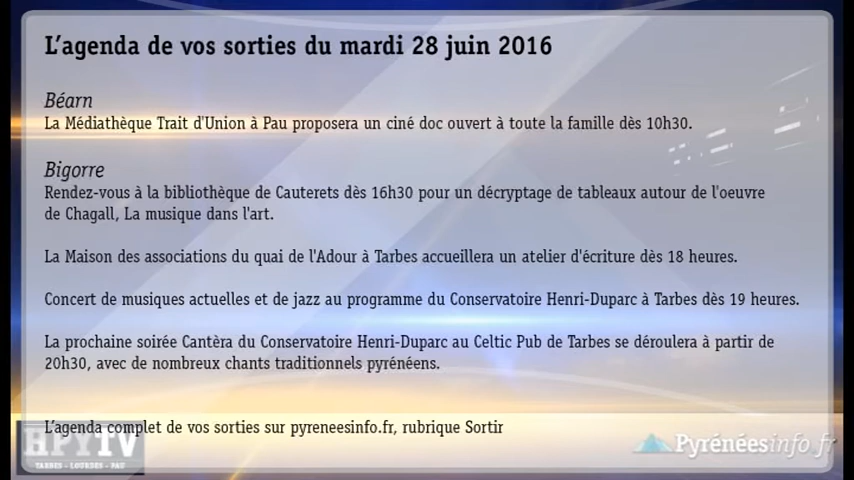 L'agenda de vos sorties du mardi 28 juin 2016
Béarn
La Médiathèque Trait d'Union à Pau proposera un ciné doc ouvert à toute la famille dès 10h30.
Bigorre
Rendez-vous à la bibliothèque de Cauterets dès 16h30 pour un décryptage de tableaux autour de l'oeuvre
de Chagall, La musique dans l'art.
La Maison des associations du quai de l'Adour à Tarbes accueillera un atelier d'écriture dès 18 heures.
Concert de musiques actuelles et de jazz au programme du Conservatoire Henri-Duparc à Tarbes dès 19 heures.
La prochaine soirée Cantèra du Conservatoire Henri-Duparc au Celtic Pub de Tarbes se déroulera à partir de
20h30, avec de nombreux chants traditionnels pyrénéens.
L'agenda complet de vos sorties sur pyreneesinfo.fr, rubrique Sortir
HPYTV
TARBES - LOURDES - PAU
Pyrénéesinfo.fr